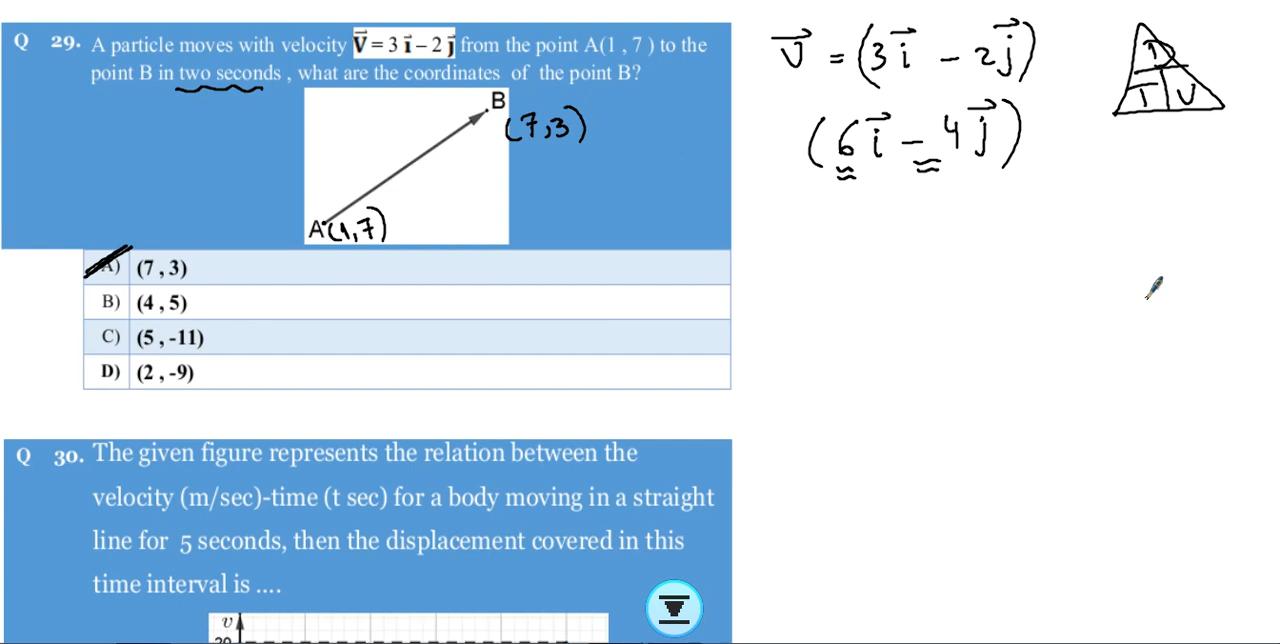 Q 29. A particle moves with velocity V⃗ = 3 i⃗ – 2 j⃗ from the point A(1 , 7 ) to the
point B in two seconds , what are the coordinates of the point B?
B
(7,3)
A (1,7)
A) (7 , 3)
B) (4 , 5)
C) (5 , -11)
D) (2 , -9)
V⃗ = (3 i⃗ - 2 j⃗)
(6 i⃗ - 4 j⃗)
D
T V
Q 30. The given figure represents the relation between the
velocity (m/sec)-time (t sec) for a body moving in a straight
line for 5 seconds, then the displacement covered in this
time interval is ....
v
20